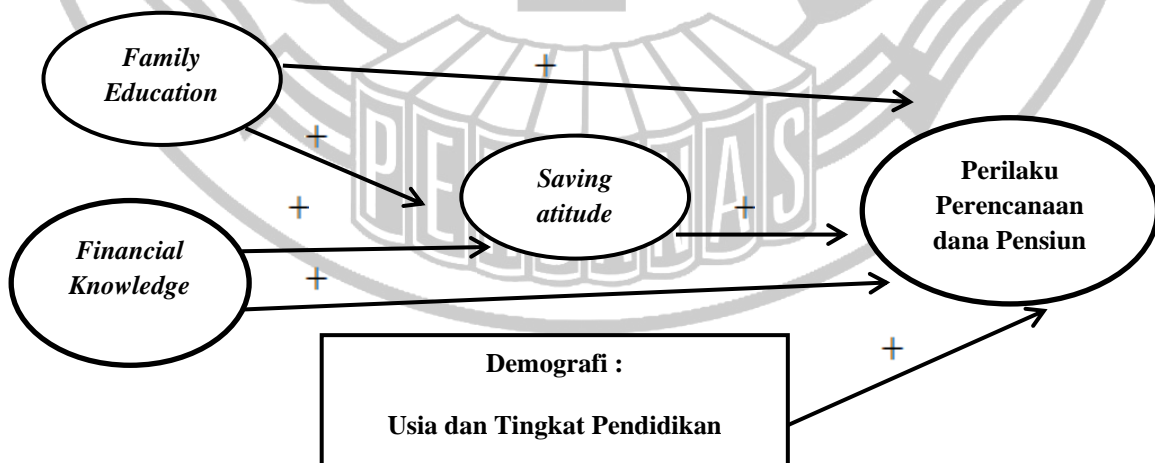 Family
Education
+
+
Saving
atitude
+
+
Financial
Knowledge
+
Perilaku
Perencanaan
dana Pensiun
Demografi :
Usia dan Tingkat Pendidikan
+